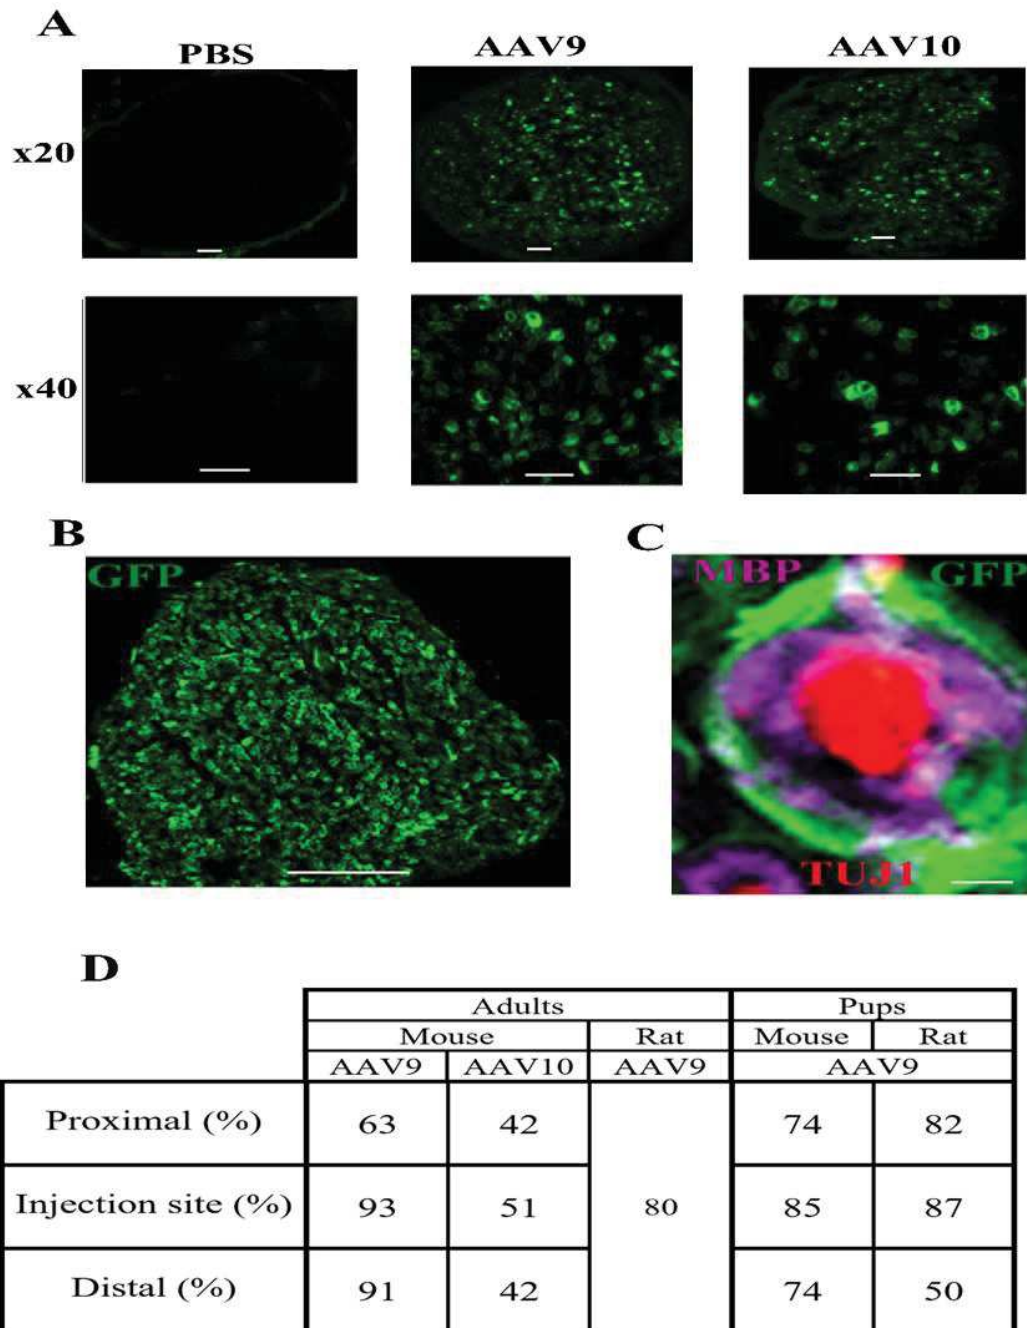 A
PBS AAV9 AAV10
x20
x40
B C
GFP MBP GFP
TUJ1
D
Adults Pups
Mouse Rat Mouse Rat
AAV9 AAV10 AAV9 AAV9
Proximal (%) 63 42 74 82
Injection site (%) 93 51 80 85 87
Distal (%) 91 42 74 50